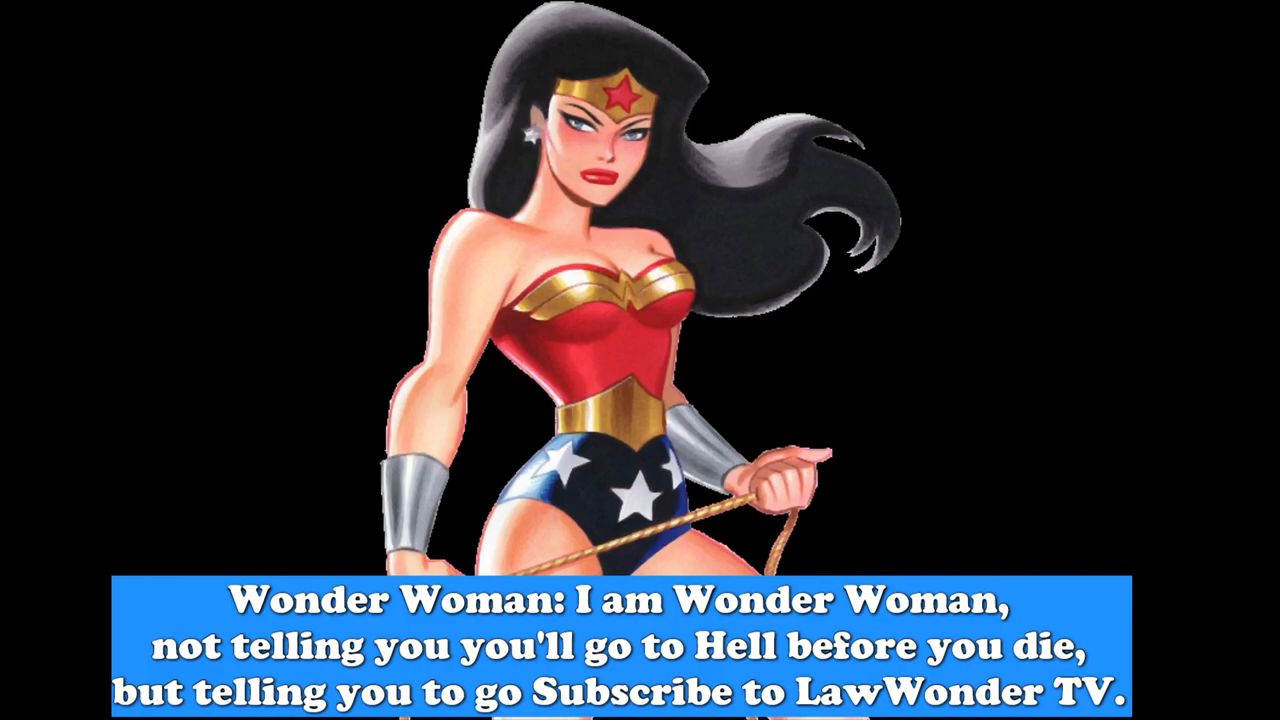 Wonder Woman: I am Wonder Woman,
not telling you you'll go to Hell before you die,
but telling you to go Subscribe to LawWonder TV.